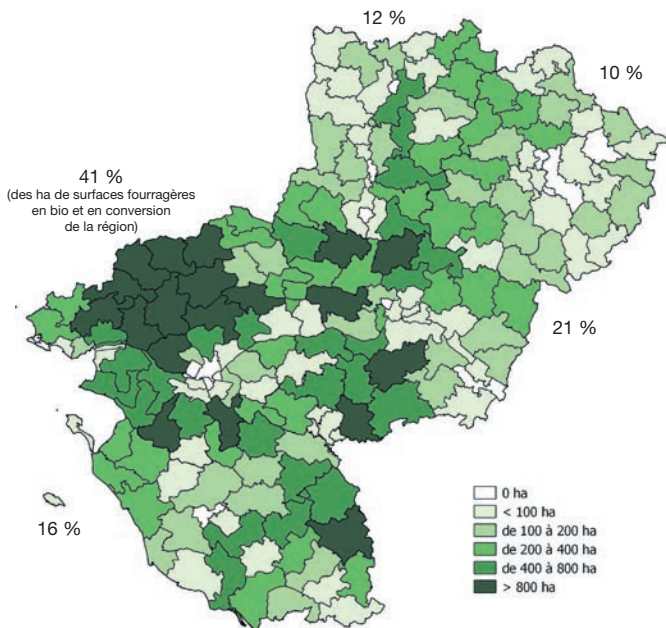 12 %
10 %
41 %
(des ha de surfaces fourragères
en bio et en conversion
de la région)
21 %
16 %
0 ha
< 100 ha
de 100 à 200 ha
de 200 à 400 ha
de 400 à 800 ha
> 800 ha